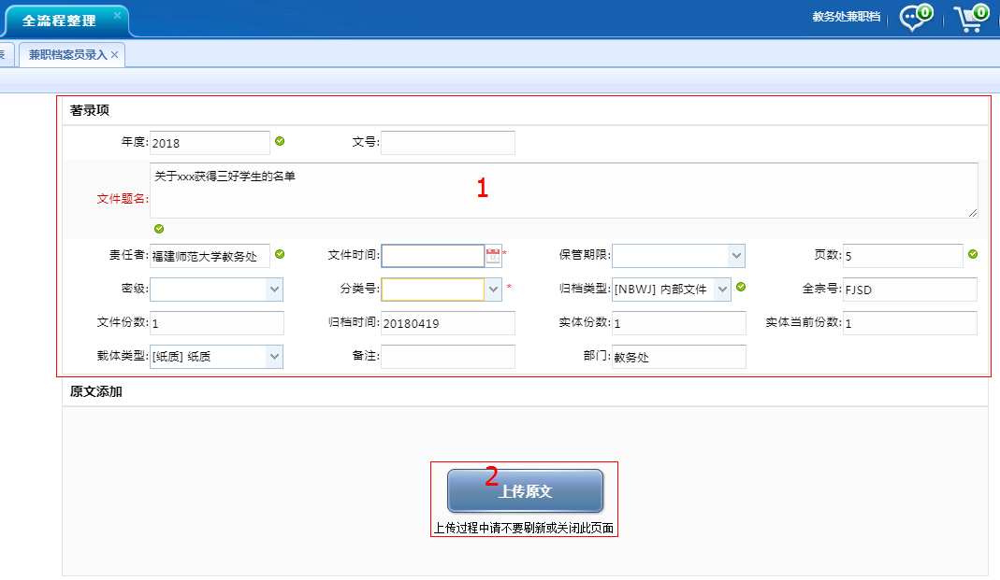 全流程整理 × 教务处兼职档 0 0
表 兼职档案员录入 ×
著录项
年度: 2018 文号:
文件题名: 关于xxx获得三好学生的名单 1
责任者: 福建师范大学教务处 文件时间: * 保管期限: 页数: 5
密级: 分类号: * 归档类型: [NBWJ] 内部文件 全宗号: FJSD
文件份数: 1 归档时间: 20180419 实体份数: 1 实体当前份数: 1
载体类型: [纸质] 纸质 备注: 部门: 教务处
原文添加
2
上传原文
上传过程中请不要刷新或关闭此页面